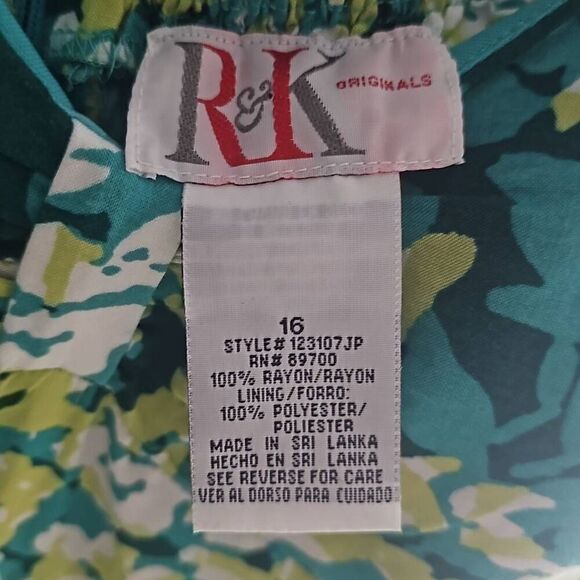 R&K ORIGINALS
16
STYLE# 123107JP
RN# 89700
100% RAYON/RAYON
LINING/FORRO:
100% POLYESTER/
POLIESTER
MADE IN SRI LANKA
HECHO EN SRI LANKA
SEE REVERSE FOR CARE
VER AL DORSO PARA CUIDADO